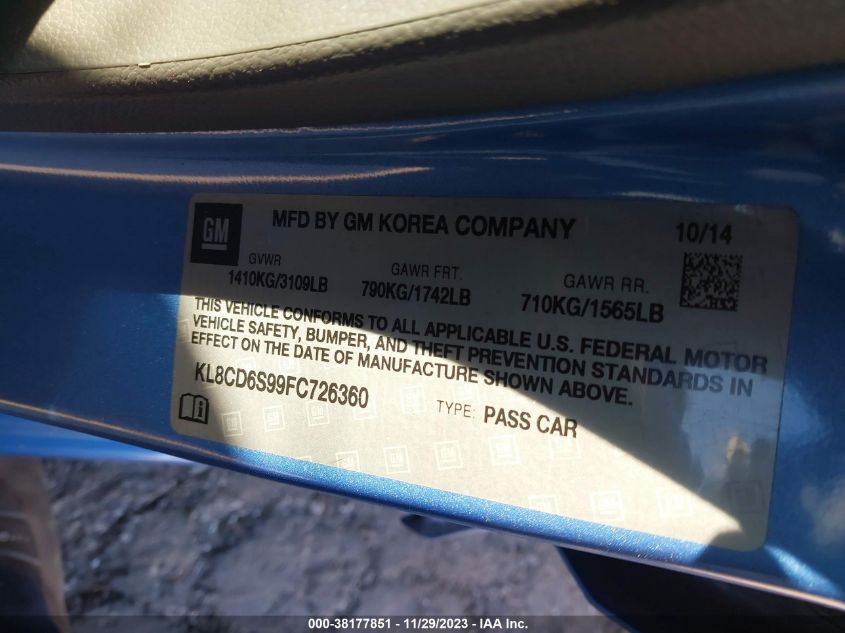 GM
MFD BY GM KOREA COMPANY
10/14
GVWR
GAWR FRT.
GAWR RR.
1410KG/3109LB
790KG/1742LB
710KG/1565LB
THIS VEHICLE CONFORMS TO ALL APPLICABLE U.S. FEDERAL MOTOR
VEHICLE SAFETY, BUMPER, AND THEFT PREVENTION STANDARDS IN
EFFECT ON THE DATE OF MANUFACTURE SHOWN ABOVE.
KL8CD6S99FC726360
TYPE: PASS CAR
000-38177851 - 11/29/2023 - IAA Inc.